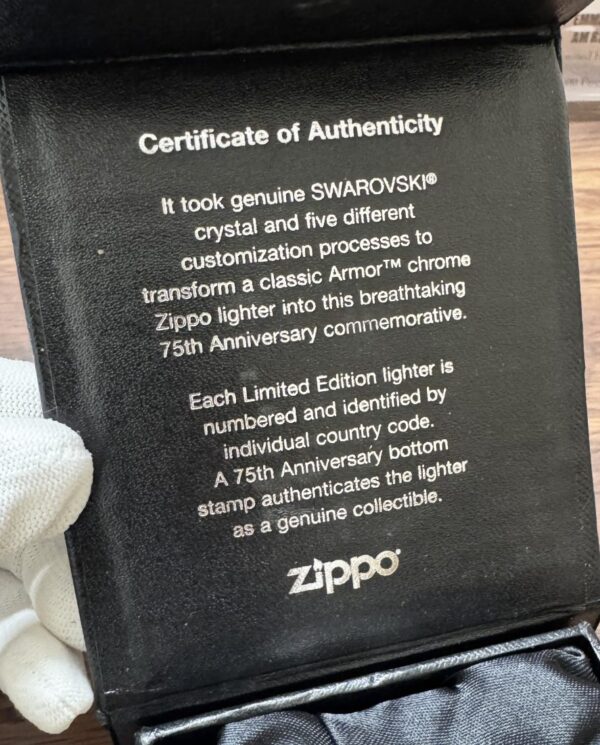 Certificate of Authenticity
It took genuine SWAROVSKI®
crystal and five different
customization processes to
transform a classic Armor™ chrome
Zippo lighter into this breathtaking
75th Anniversary commemorative.
Each Limited Edition lighter is
numbered and identified by
individual country code.
A 75th Anniversary bottom
stamp authenticates the lighter
as a genuine collectible.
zippo®